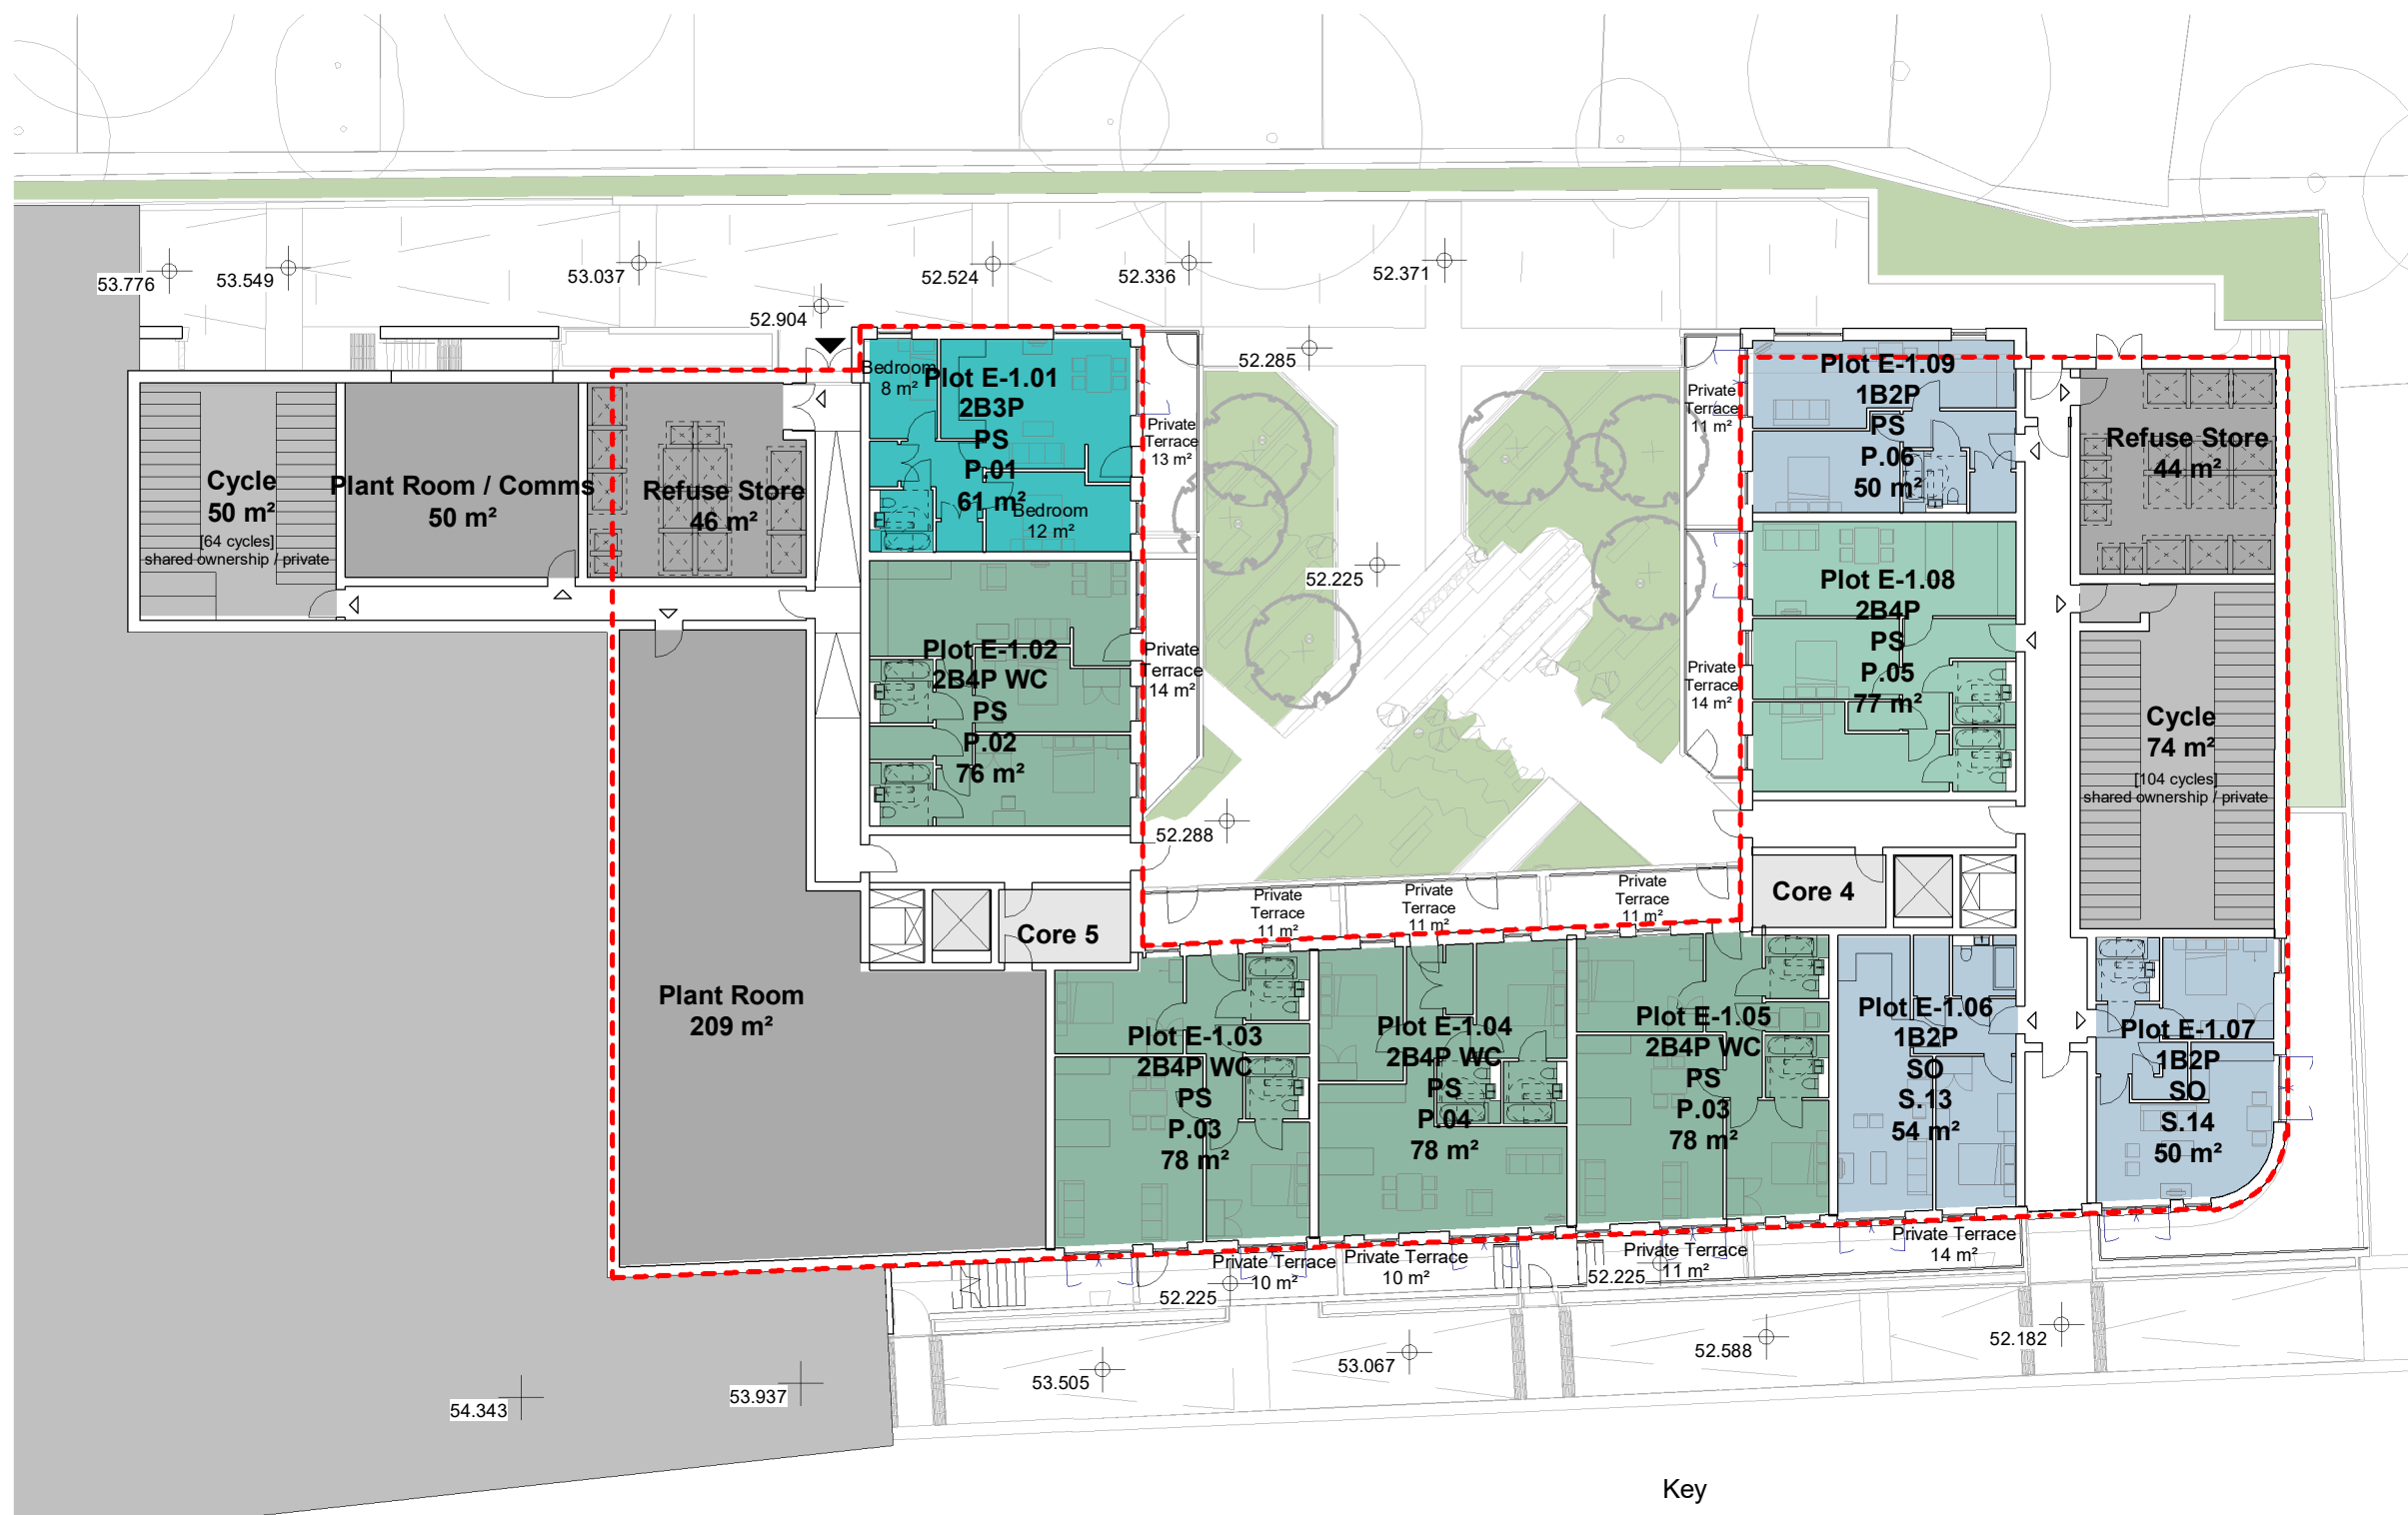 53.776
53.549
53.037
52.904
52.524
52.336
52.371
52.285
52.225
52.288
Cycle
50 m²
[64 cycles]
shared ownership / private
Plant Room / Comms
50 m²
Refuse Store
46 m²
Bedroom
8 m²
Plot E-1.01
2B3P
PS
P.01
61 m²
Bedroom
12 m²
Private
Terrace
13 m²
Plot E-1.02
2B4P WC
PS
P.02
76 m²
Private
Terrace
14 m²
Private
Terrace
11 m²
Plot E-1.09
1B2P
PS
P.06
50 m²
Private
Terrace
14 m²
Plot E-1.08
2B4P
PS
P.05
77 m²
Refuse Store
44 m²
Cycle
74 m²
[104 cycles]
shared ownership / private
Core 5
Core 4
Private
Terrace
11 m²
Private
Terrace
11 m²
Private
Terrace
11 m²
Plant Room
209 m²
Plot E-1.03
2B4P WC
PS
P.03
78 m²
Plot E-1.04
2B4P WC
PS
P.04
78 m²
Plot E-1.05
2B4P WC
PS
P.03
78 m²
Plot E-1.06
1B2P
SO
S.13
54 m²
Plot E-1.07
1B2P
SO
S.14
50 m²
Private Terrace
10 m²
Private Terrace
10 m²
Private Terrace
11 m²
Private Terrace
14 m²
52.225
52.225
54.343
53.937
53.505
53.067
52.588
52.182
Key